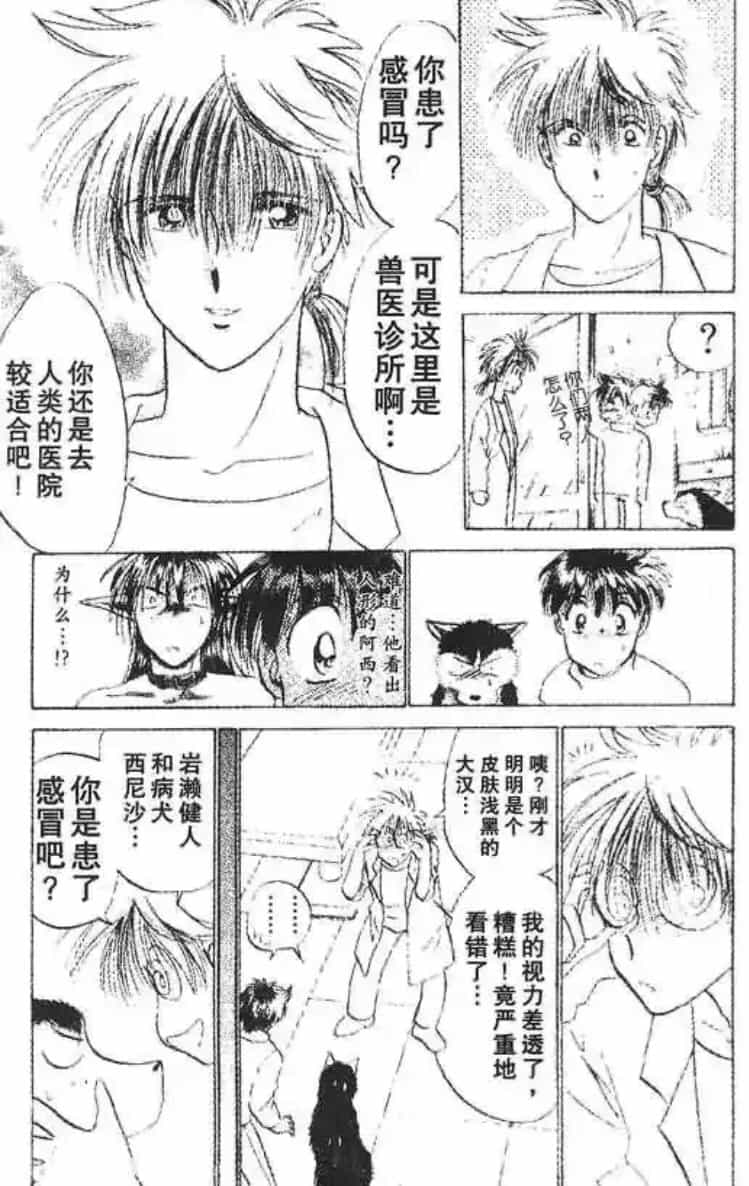 ？
你们两人
怎么了？
你患了
感冒吗？
可是这里是
兽医诊所啊…
你还是去
人类的医院
较适合吧！
难道…他看出
人形的阿西？
为什么…!?
咦？刚才
明明是个
皮肤浅黑的
大汉…
我的视力差透了，
糟糕！竟严重地
看错了…
……
……
岩濑健人
和病犬
西尼沙…
你是患了
感冒吧？